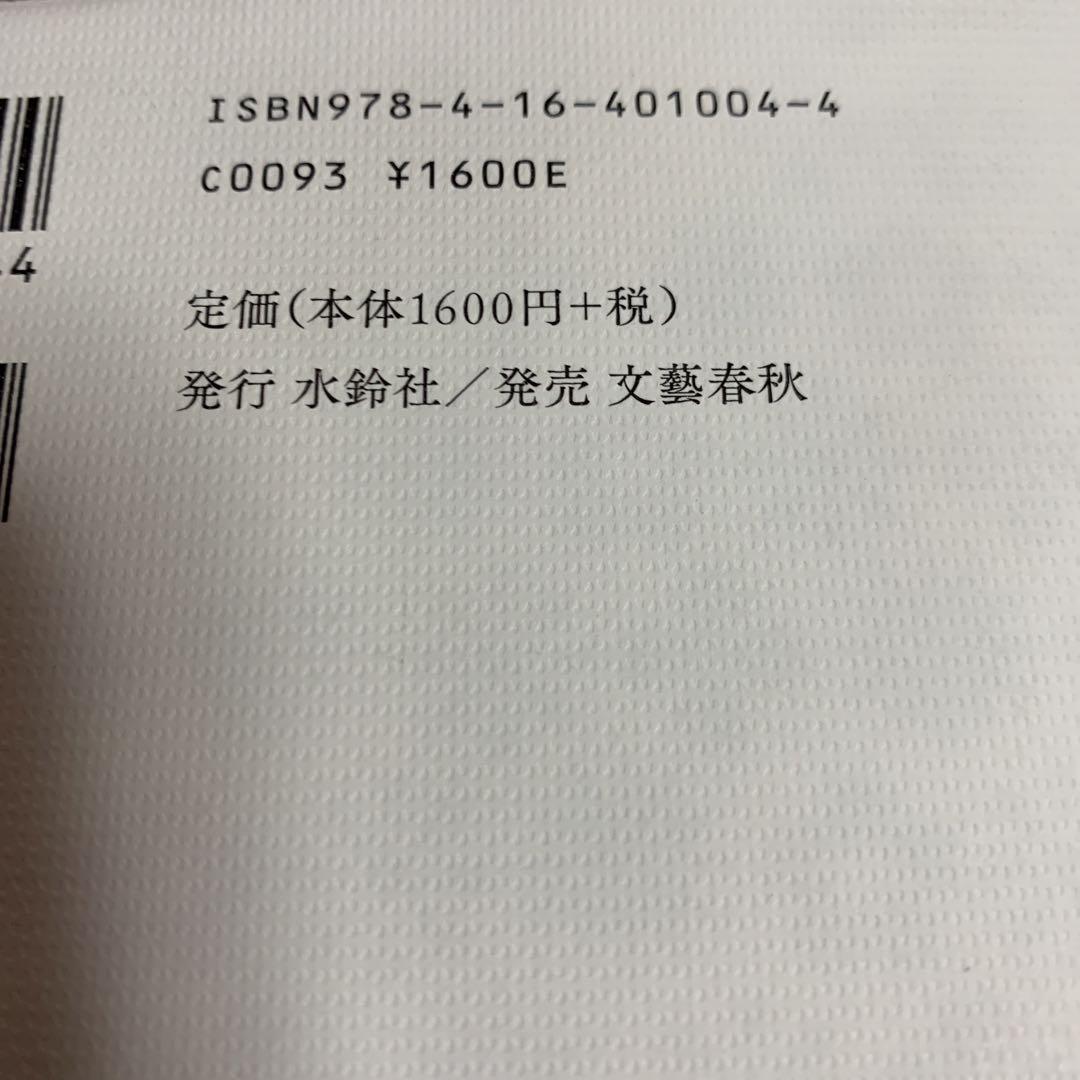 ISBN978-4-16-401004-4
C0093 ¥1600E
4
定価(本体1600円+税)
発行 水鈴社/発売 文藝春秋